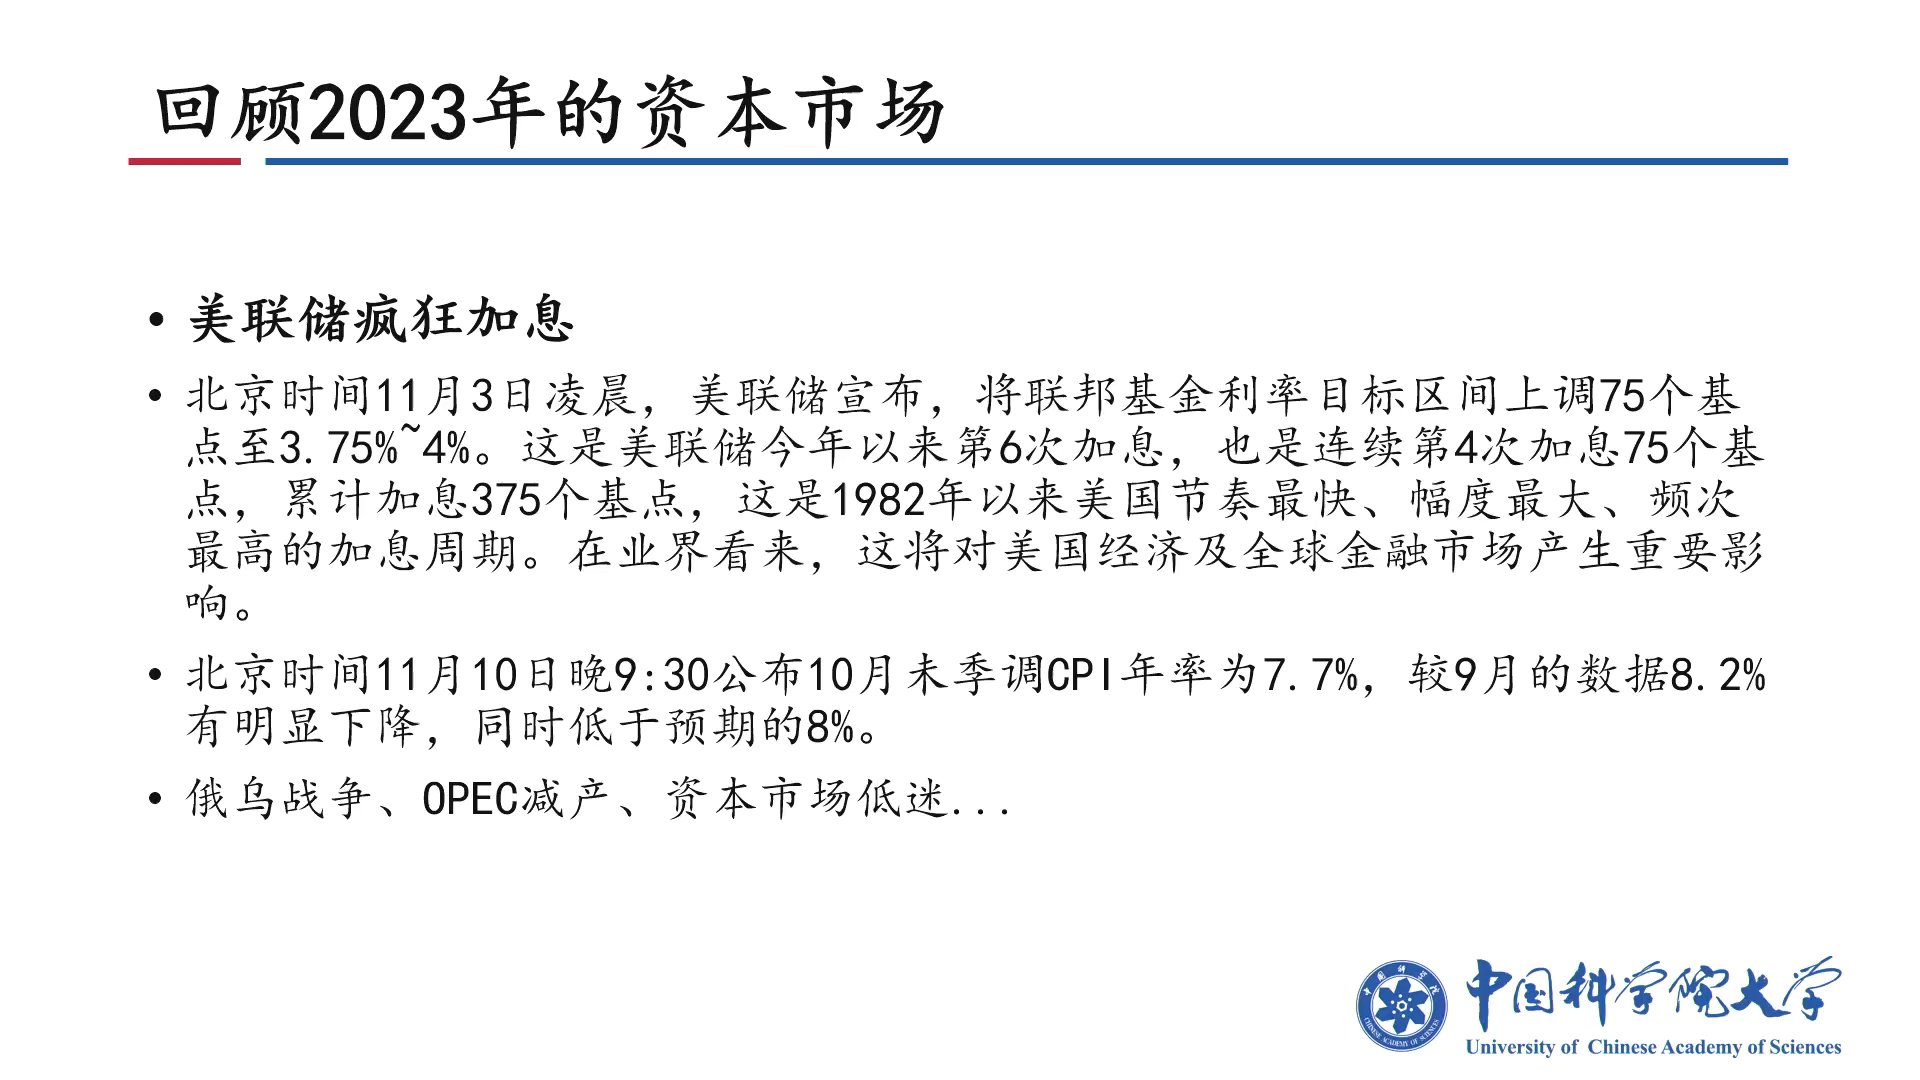 回顾2023年的资本市场
• 美联储疯狂加息
• 北京时间11月3日凌晨，美联储宣布，将联邦基金利率目标区间上调75个基
点至3.75%~4%。这是美联储今年以来第6次加息，也是连续第4次加息75个基
点，累计加息375个基点，这是1982年以来美国节奏最快、幅度最大、频次
最高的加息周期。在业界看来，这将对美国经济及全球金融市场产生重要影
响。
• 北京时间11月10日晚9:30公布10月未季调CPI年率为7.7%，较9月的数据8.2%
有明显下降，同时低于预期的8%。
• 俄乌战争、OPEC减产、资本市场低迷...
中国科学院
CHINESE ACADEMY OF SCIENCES
中国科学院大学
University of Chinese Academy of Sciences